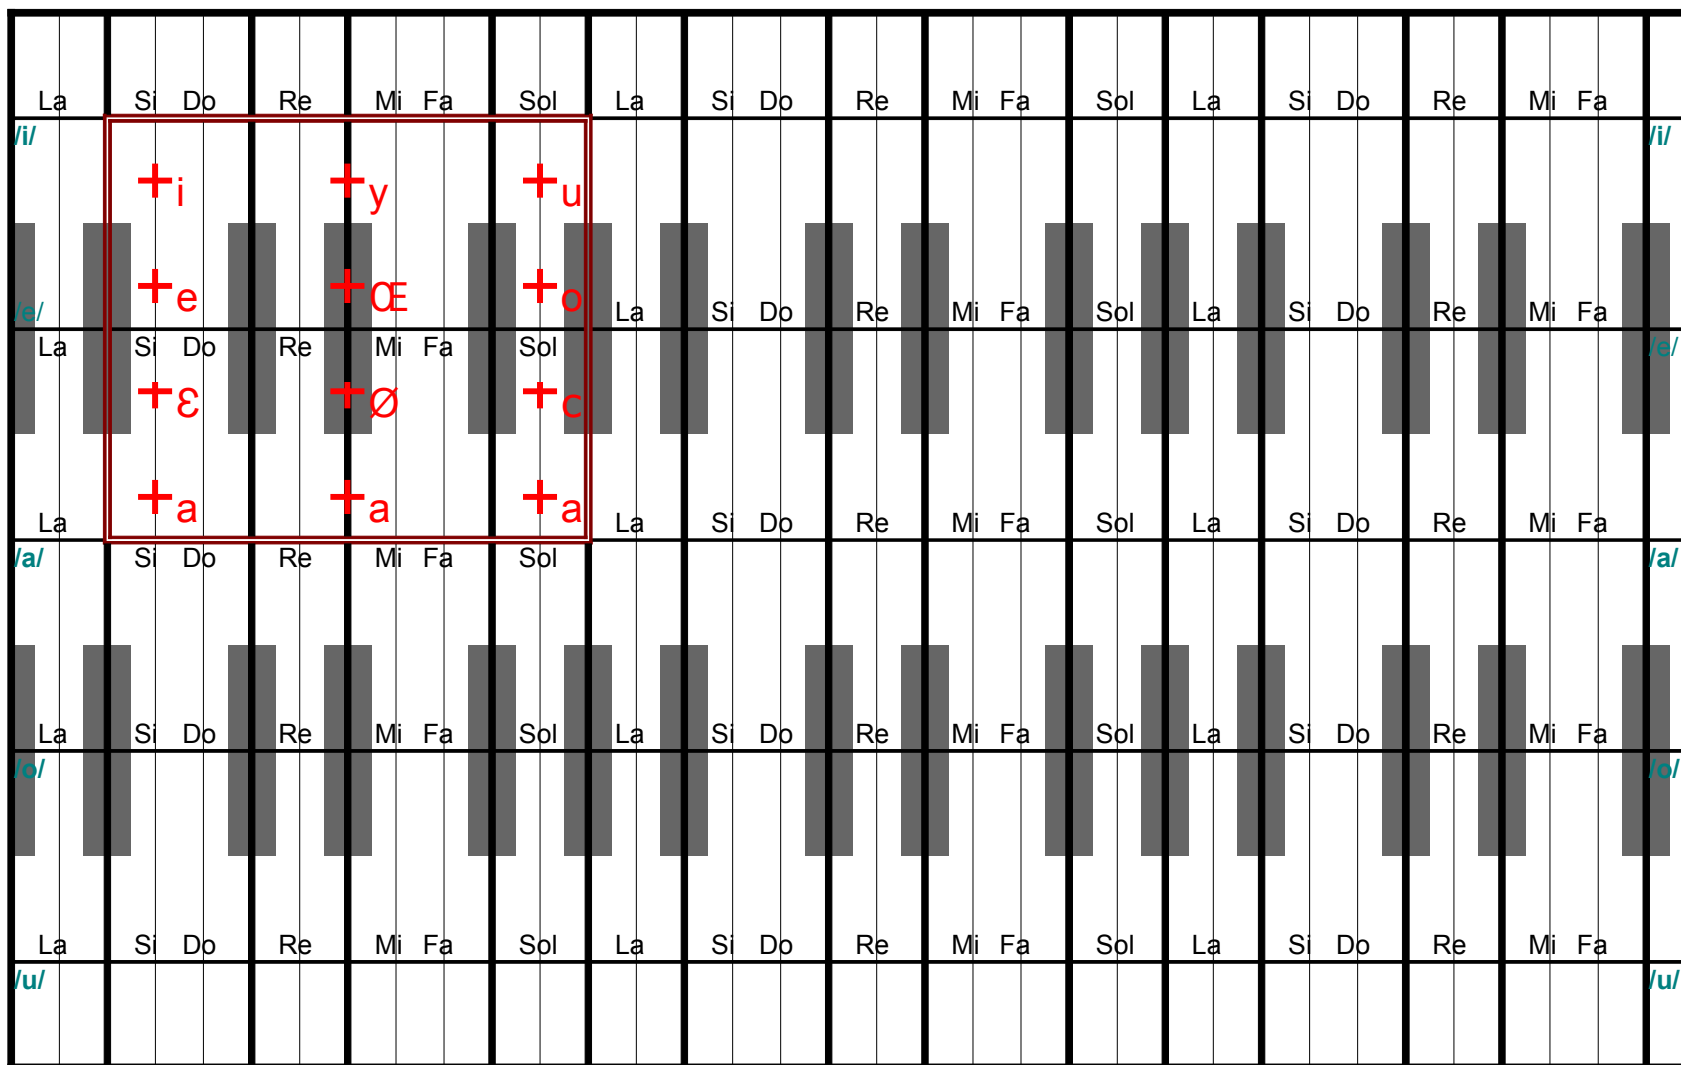 La Si Do Re Mi Fa Sol La Si Do Re Mi Fa Sol La Si Do Re Mi Fa
/i/ /i/
i y u
e Œ o
La Si Do Re Mi Fa Sol La Si Do Re Mi Fa
/e/ /e/
La Si Do Re Mi Fa Sol
ɛ Ø ɔ
a a a
La La Si Do Re Mi Fa Sol La Si Do Re Mi Fa
/a/ Si Do Re Mi Fa Sol /a/
La Si Do Re Mi Fa Sol La Si Do Re Mi Fa Sol La Si Do Re Mi Fa
/o/ /o/
La Si Do Re Mi Fa Sol La Si Do Re Mi Fa Sol La Si Do Re Mi Fa
/u/ /u/